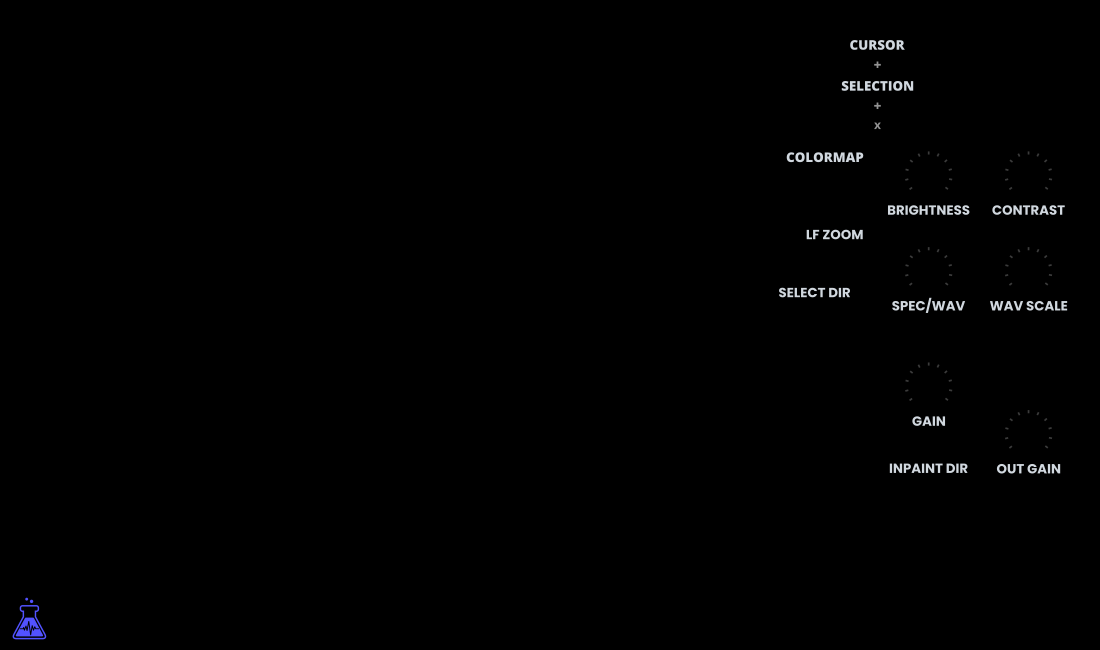 CURSOR
+
SELECTION
+
x
COLORMAP
BRIGHTNESS
CONTRAST
LF ZOOM
SELECT DIR
SPEC/WAV
WAV SCALE
GAIN
INPAINT DIR
OUT GAIN